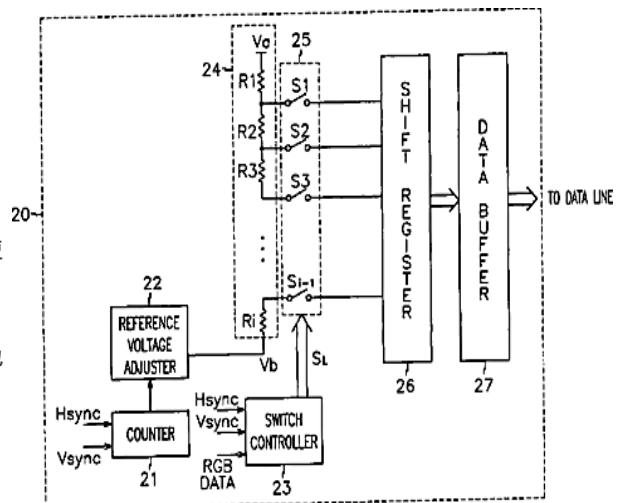 25
24
Va
R1
S1
R2
S2
R3
S3
20
SHIFT REGISTER
DATA BUFFER
TO DATA LINE
22
Si-1
REFERENCE
VOLTAGE
ADJUSTER
Ri
Vb
SL
26
27
Hsync
Vsync
COUNTER
21
Hsync
Vsync
RGB
DATA
SWITCH
CONTROLLER
23